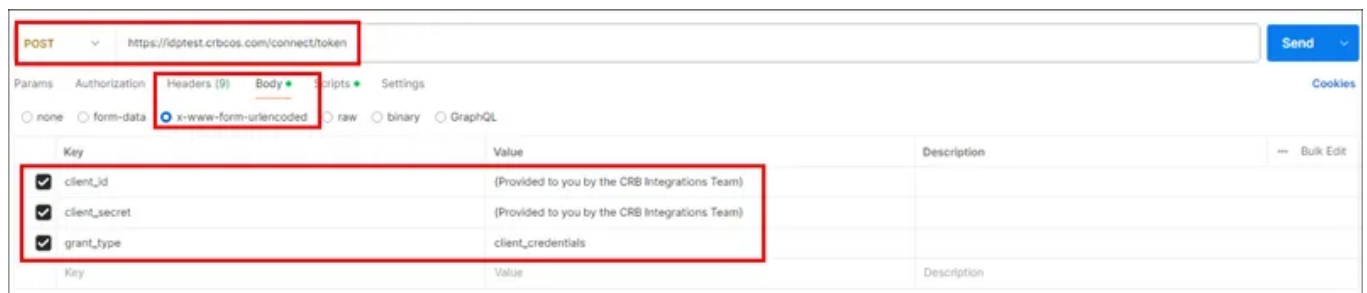 POST https://idptest.crbcos.com/connect/token Send
Params Authorization Headers (9) Body Scripts Settings Cookies
none form-data x-www-form-urlencoded raw binary GraphQL
Key Value Description ... Bulk Edit
client_id {Provided to you by the CRB Integrations Team}
client_secret {Provided to you by the CRB Integrations Team}
grant_type client_credentials
Key Value Description